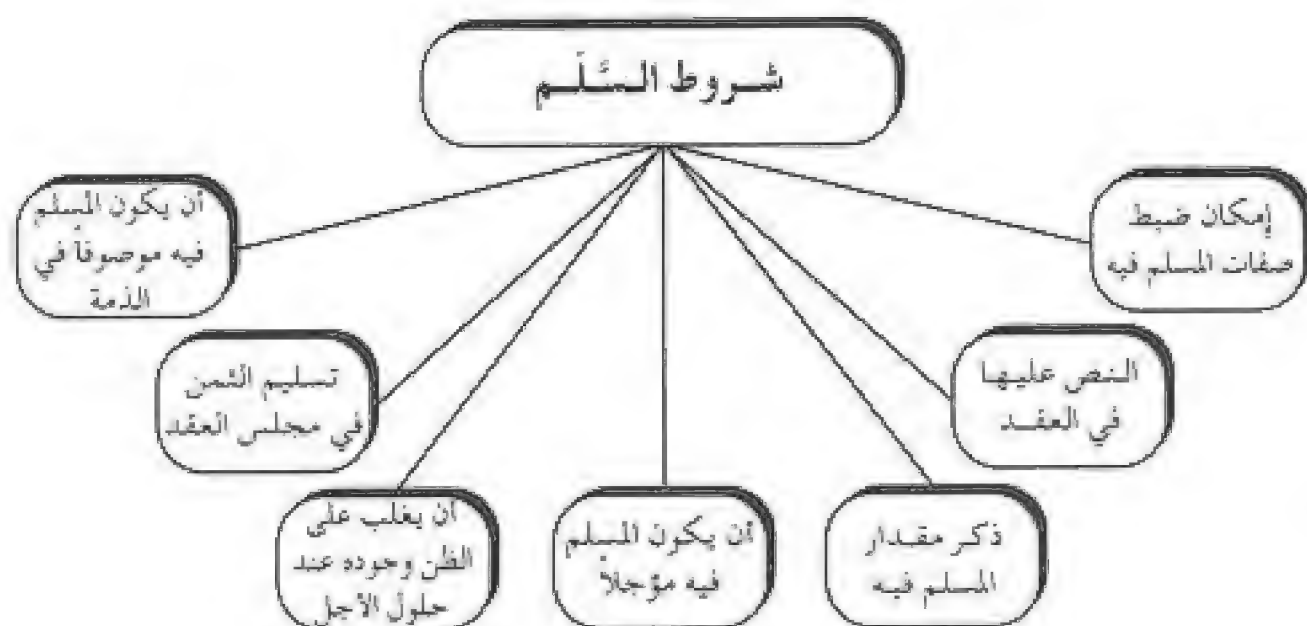 شروط السَّلَم
إمكان ضبط
صفات المسلم فيه
النص عليها
في العقد
ذكر مقدار
المسلم فيه
أن يكون المسلم
فيه مؤجلاً
أن يغلب على
الظن وجوده عند
حلول الأجل
تسليم الثمن
في مجلس العقد
أن يكون المسلم
فيه موصوفاً في
الذمة